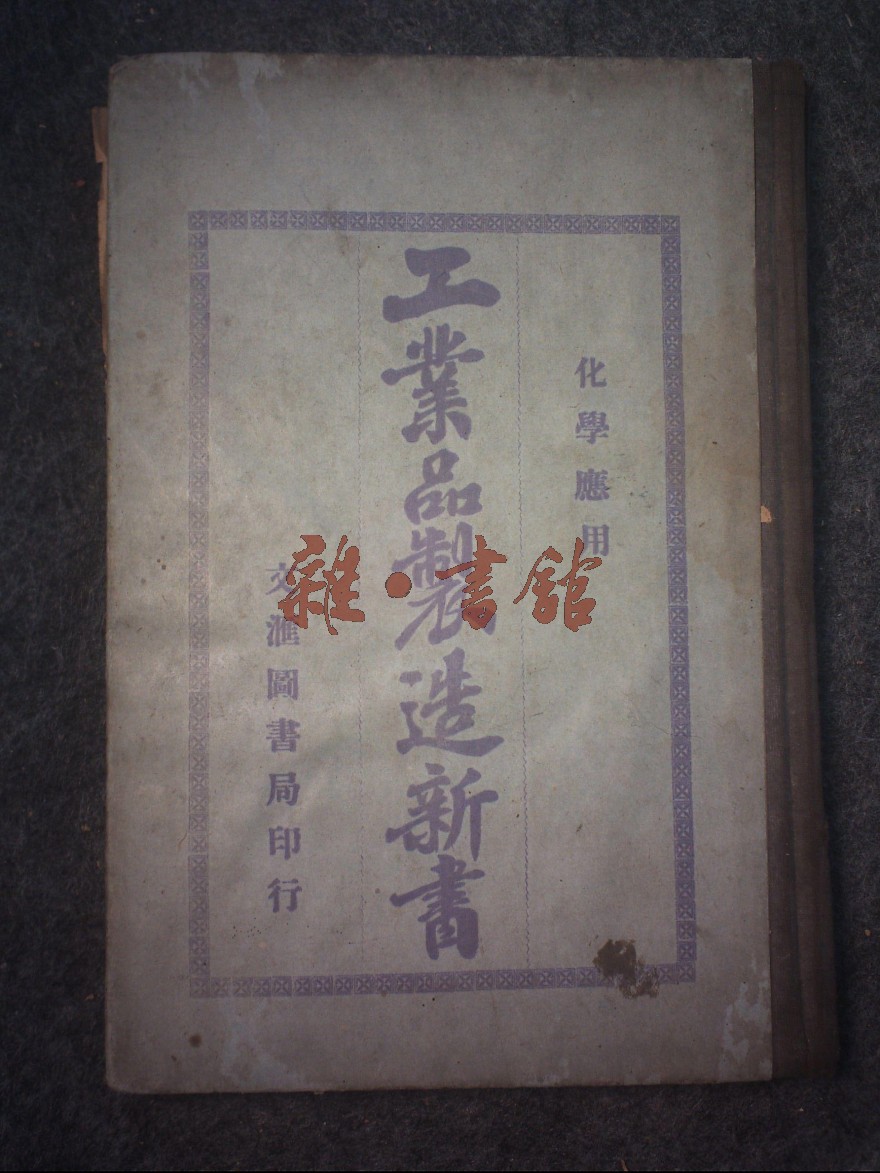 化學應用
工業品製造新書
交滙圖書局印行
雜·書館